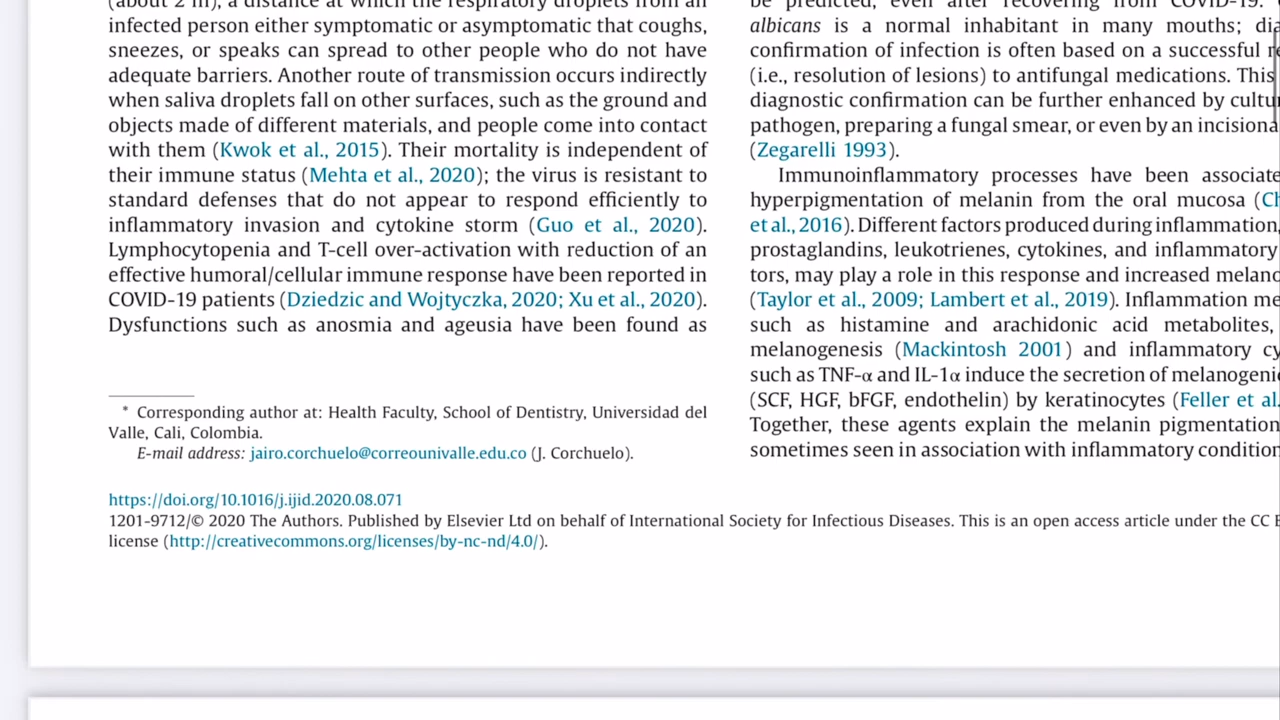 (about 2 m), a distance at which the respiratory droplets from an
infected person either symptomatic or asymptomatic that coughs,
sneezes, or speaks can spread to other people who do not have
adequate barriers. Another route of transmission occurs indirectly
when saliva droplets fall on other surfaces, such as the ground and
objects made of different materials, and people come into contact
with them (Kwok et al., 2015). Their mortality is independent of
their immune status (Mehta et al., 2020); the virus is resistant to
standard defenses that do not appear to respond efficiently to
inflammatory invasion and cytokine storm (Guo et al., 2020).
Lymphocytopenia and T-cell over-activation with reduction of an
effective humoral/cellular immune response have been reported in
COVID-19 patients (Dziedzic and Wojtyczka, 2020; Xu et al., 2020).
Dysfunctions such as anosmia and ageusia have been found as
* Corresponding author at: Health Faculty, School of Dentistry, Universidad del
Valle, Cali, Colombia.
E-mail address: jairo.corchuelo@correounivalle.edu.co (J. Corchuelo).
be predicted, even after recovering from COVID-19.
albicans is a normal inhabitant in many mouths;
confirmation of infection is often based on a successful
(i.e., resolution of lesions) to antifungal medications. This
diagnostic confirmation can be further enhanced by
pathogen, preparing a fungal smear, or even by an
(Zegarelli 1993).
Immunoinflammatory processes have been
hyperpigmentation of melanin from the oral mucosa
et al., 2016). Different factors produced during inflammation,
prostaglandins, leukotrienes, cytokines, and inflammatory
tors, may play a role in this response and increased
(Taylor et al., 2009; Lambert et al., 2019). Inflammation
such as histamine and arachidonic acid metabolites,
melanogenesis (Mackintosh 2001) and inflammatory
such as TNF-α and IL-1α induce the secretion of
(SCF, HGF, bFGF, endothelin) by keratinocytes (Feller et al.
Together, these agents explain the melanin pigmentation
sometimes seen in association with inflammatory
https://doi.org/10.1016/j.ijid.2020.08.071
1201-9712/© 2020 The Authors. Published by Elsevier Ltd on behalf of International Society for Infectious Diseases. This is an open access article under the CC
license (http://creativecommons.org/licenses/by-nc-nd/4.0/).